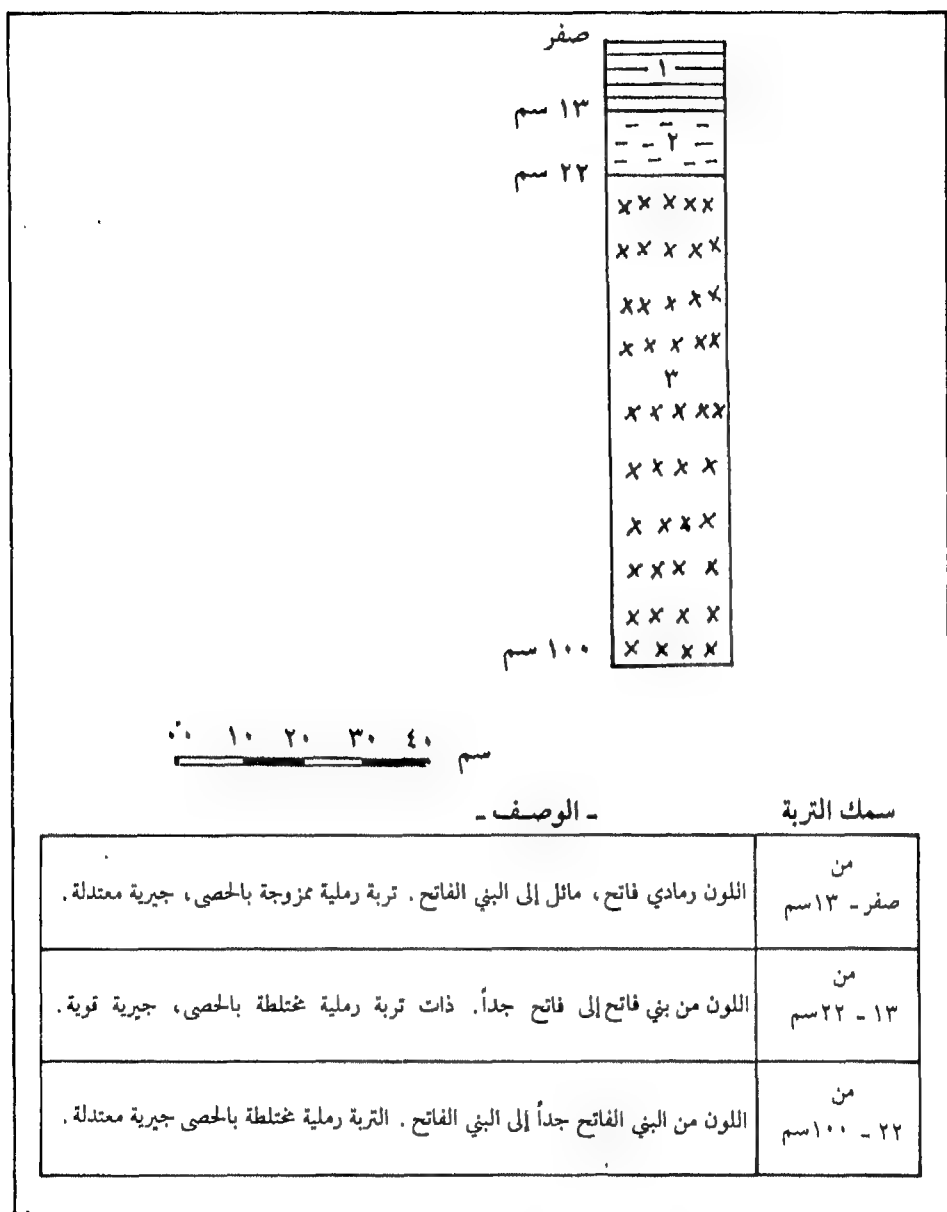 صفر
١
١٣ سم
٢
٢٢ سم
٣
١٠٠ سم
٠٠ ١٠ ٢٠ ٣٠ ٤٠ سم
سمك التربة - الوصف -
من
صفر - ١٣سم
اللون رمادي فاتح، مائل إلى البني الفاتح. تربة رملية ممزوجة بالحصى، جيرية معتدلة.
من
١٣ - ٢٢سم
اللون من بني فاتح إلى فاتح جداً. ذات تربة رملية مختلطة بالحصى، جيرية قوية.
من
٢٢ - ١٠٠سم
اللون من البني الفاتح جداً إلى البني الفاتح. التربة رملية مختلطة بالحصى جيرية معتدلة.